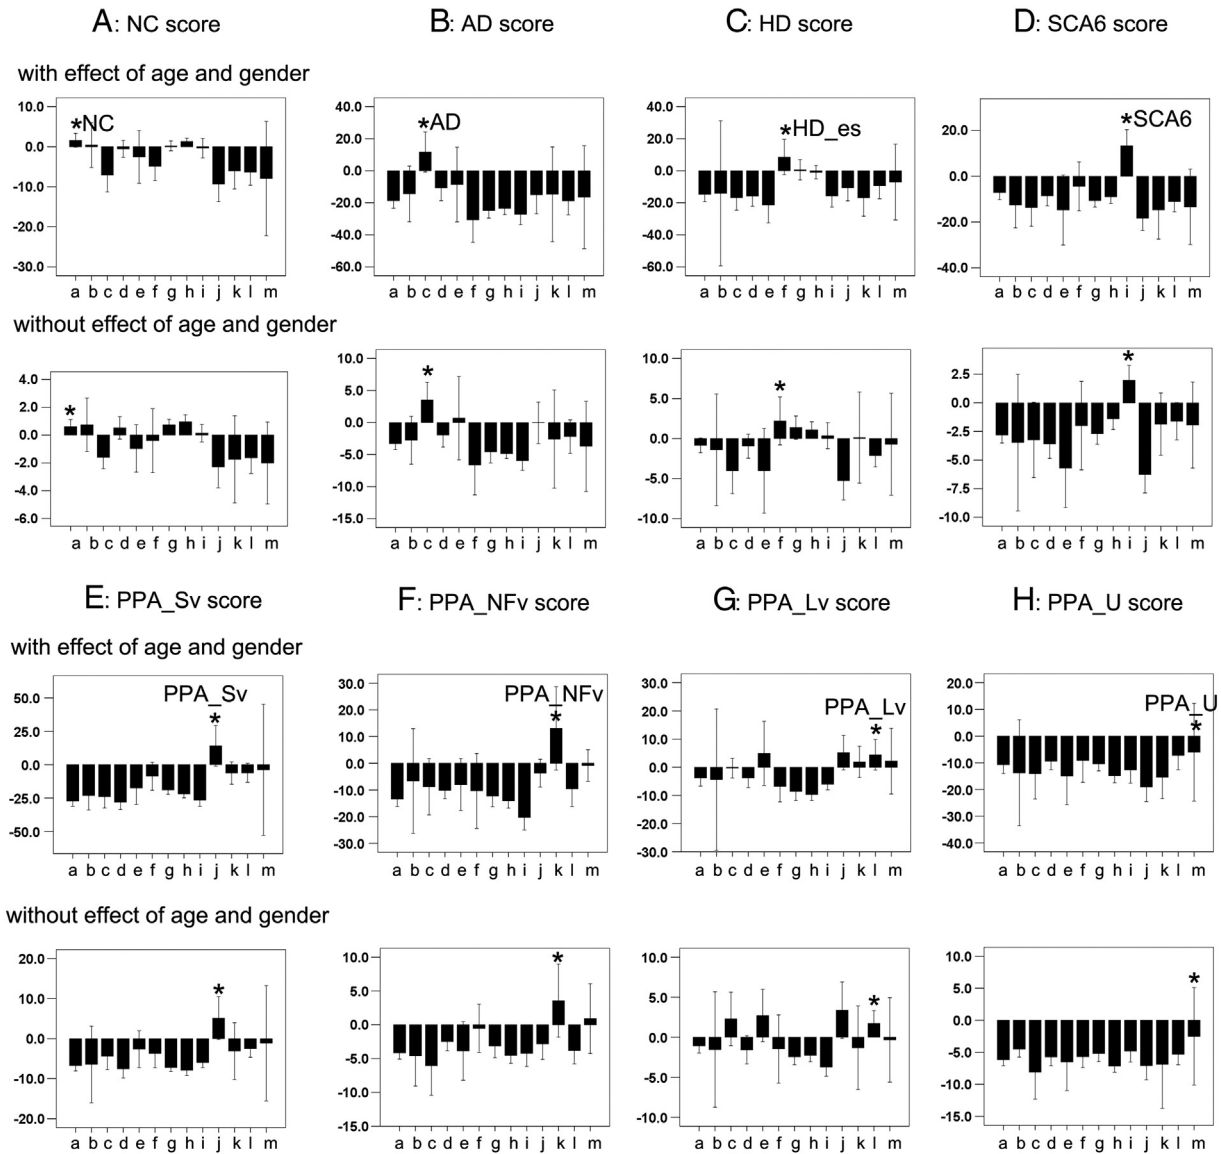 A: NC score B: AD score C: HD score D: SCA6 score
with effect of age and gender
10.0 0.0 -10.0 -20.0 -30.0
*NC
a b c d e f g h i j k l m
40.0 20.0 0.0 -20.0 -40.0 -60.0
*AD
a b c d e f g h i j k l m
40.0 20.0 0.0 -20.0 -40.0 -60.0
*HD_es
a b c d e f g h i j k l m
20.0 0.0 -20.0 -40.0
*SCA6
a b c d e f g h i j k l m
without effect of age and gender
4.0 2.0 0.0 -2.0 -4.0 -6.0
*
a b c d e f g h i j k l m
10.0 5.0 0.0 -5.0 -10.0 -15.0
*
a b c d e f g h i j k l m
10.0 5.0 0.0 -5.0 -10.0
*
a b c d e f g h i j k l m
2.5 0.0 -2.5 -5.0 -7.5 -10.0
*
a b c d e f g h i j k l m
E: PPA_Sv score F: PPA_NFv score G: PPA_Lv score H: PPA_U score
with effect of age and gender
50.0 25.0 0.0 -25.0 -50.0
PPA_Sv
*
a b c d e f g h i j k l m
30.0 20.0 10.0 0.0 -10.0 -20.0 -30.0
PPA_NFv
*
a b c d e f g h i j k l m
30.0 20.0 10.0 0.0 -10.0 -20.0 -30.0
PPA_Lv
*
a b c d e f g h i j k l m
20.0 10.0 0.0 -10.0 -20.0 -30.0 -40.0
PPA_U
*
a b c d e f g h i j k l m
without effect of age and gender
20.0 10.0 0.0 -10.0 -20.0
*
a b c d e f g h i j k l m
10.0 5.0 0.0 -5.0 -10.0 -15.0
*
a b c d e f g h i j k l m
10.0 5.0 0.0 -5.0 -10.0
*
a b c d e f g h i j k l m
10.0 5.0 0.0 -5.0 -10.0 -15.0
*
a b c d e f g h i j k l m